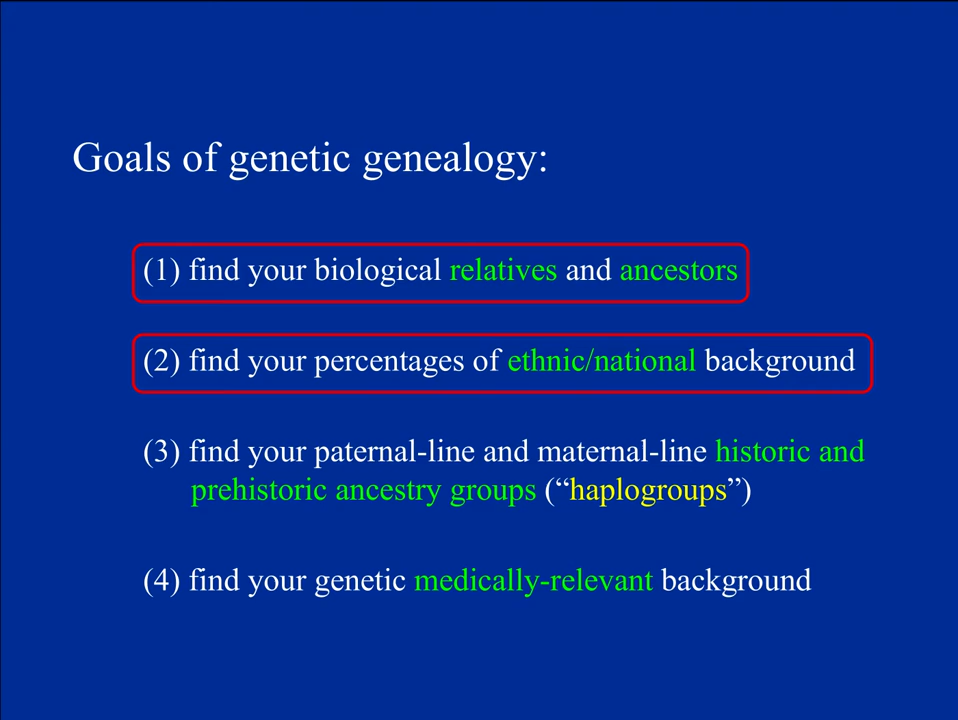 Goals of genetic genealogy:
(1) find your biological relatives and ancestors
(2) find your percentages of ethnic/national background
(3) find your paternal-line and maternal-line historic and
prehistoric ancestry groups (“haplogroups”)
(4) find your genetic medically-relevant background